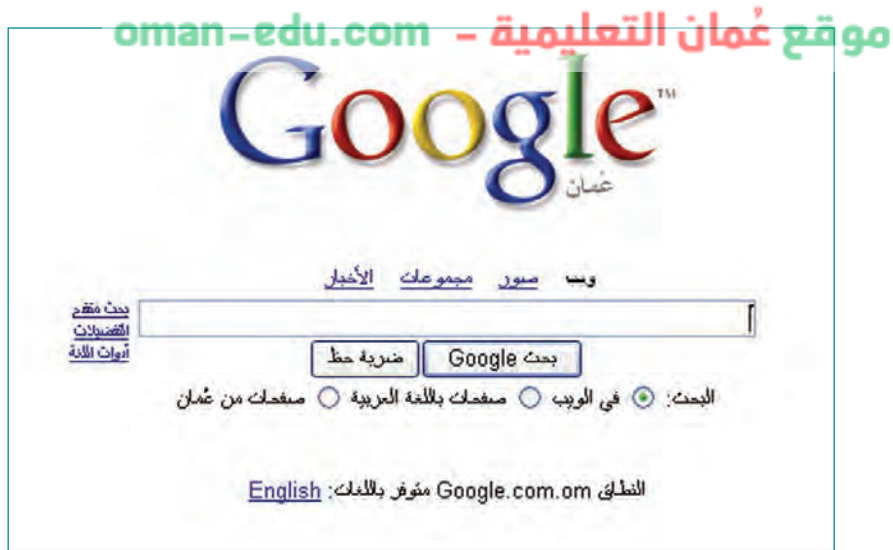 موقع عُمان التعليمية - oman-edu.com
Google™
عُمان
ويب صور مجموعات الأخبار
بحث متقدم
التفضيلات
أدوات اللغة
بحث Google ضربة حظ
البحث: في الويب صفحات باللغة العربية صفحات من عُمان
النطاق Google.com.om متوفر باللغات: English